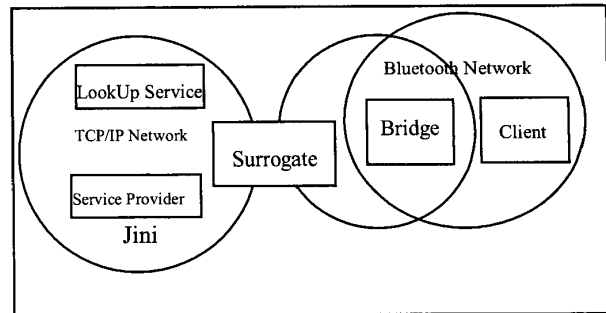 LookUp Service
TCP/IP Network
Service Provider
Jini
Surrogate
Bluetooth Network
Bridge
Client